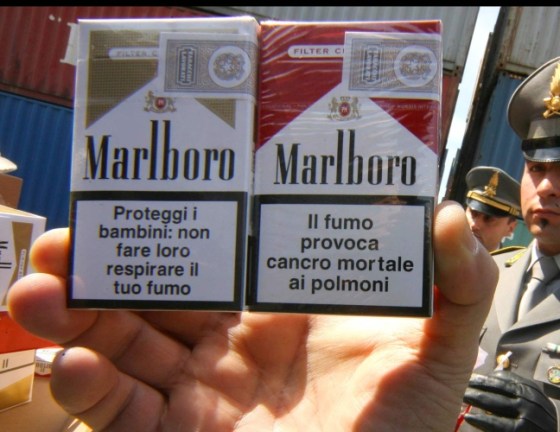 FILTER C
Marlboro
Proteggi i
bambini: non
fare loro
respirare il
tuo fumo
FILTER CI
Marlboro
Il fumo
provoca
cancro mortale
ai polmoni